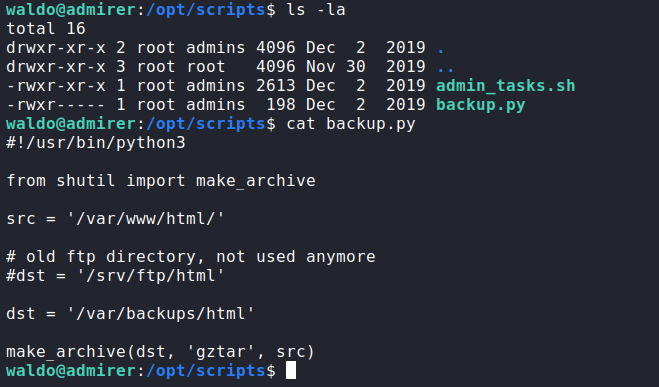 waldo@admirer:/opt/scripts$ ls -la
total 16
drwxr-xr-x 2 root admins 4096 Dec  2  2019 .
drwxr-xr-x 3 root root   4096 Nov 30  2019 ..
-rwxr-xr-x 1 root admins 2613 Dec  2  2019 admin_tasks.sh
-rwxr----- 1 root admins  198 Dec  2  2019 backup.py
waldo@admirer:/opt/scripts$ cat backup.py
#!/usr/bin/python3

from shutil import make_archive

src = '/var/www/html/'

# old ftp directory, not used anymore
#dst = '/srv/ftp/html'

dst = '/var/backups/html'

make_archive(dst, 'gztar', src)
waldo@admirer:/opt/scripts$